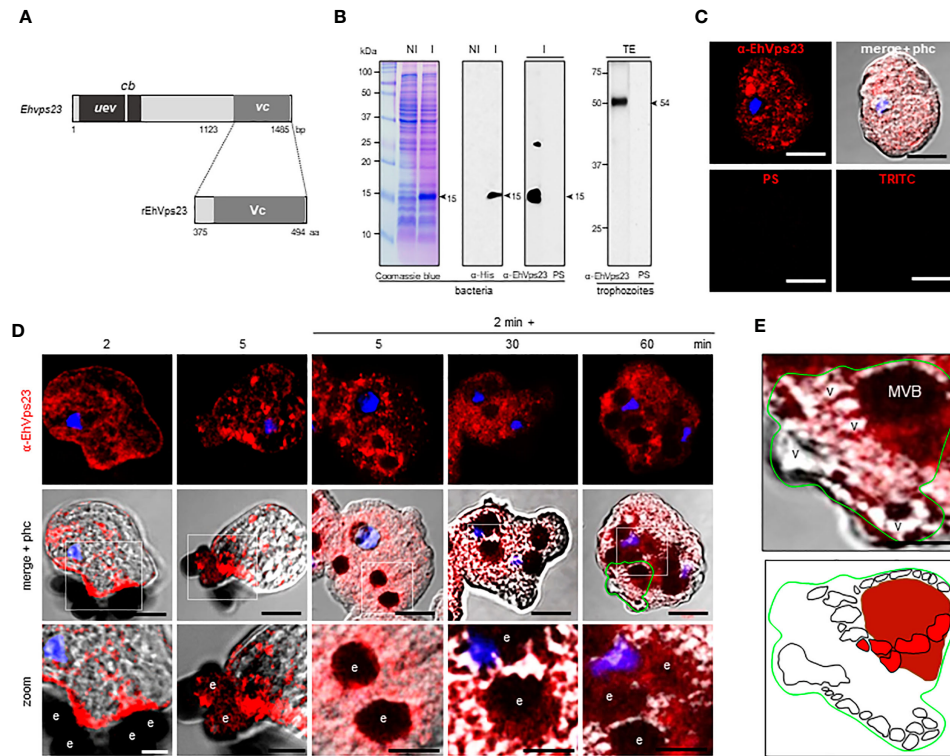 A
cb
Ehvps23 uev vc
1 1123 1485 bp
rEhVps23 Vc
375 494 aa
B
NI I NI I I TE
kDa
100
50
37
25
20
15
10
◄15 ◄15 ◄15
75
50
37
25
◄54
Coomassie blue α-His α-EhVps23 PS α-EhVps23 PS
bacteria trophozoites
C
α-EhVps23 merge + phc
PS TRITC
D
2 min +
2 5 5 30 60 min
α-EhVps23
merge + phc
zoom
e e e e e e e e e e e
E
MVB
v
v
v
v